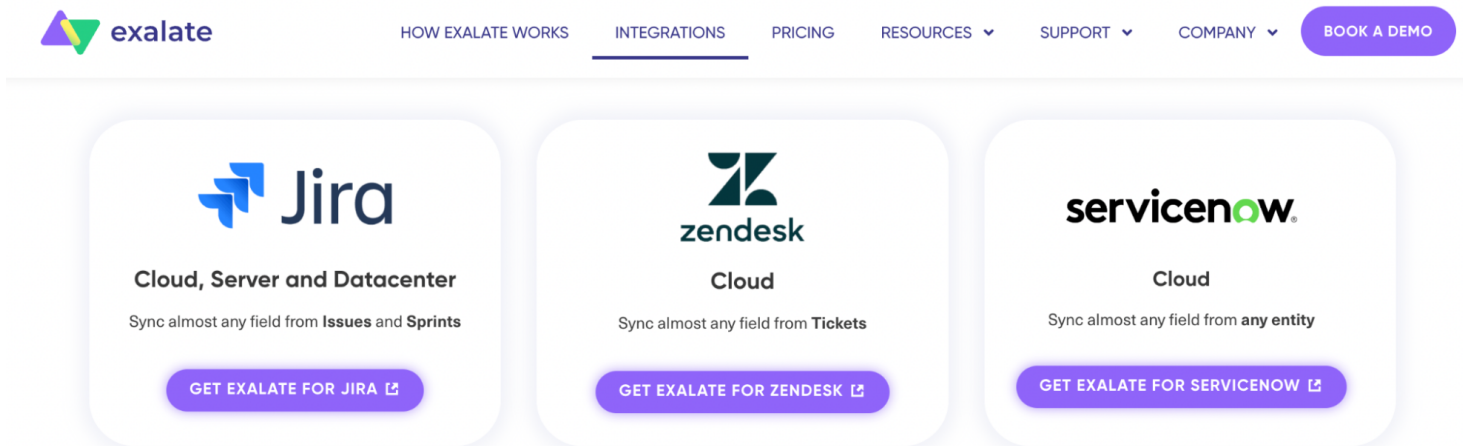 exalate
HOW EXALATE WORKS
INTEGRATIONS
PRICING
RESOURCES
SUPPORT
COMPANY
BOOK A DEMO
Jira
Cloud, Server and Datacenter
Sync almost any field from Issues and Sprints
GET EXALATE FOR JIRA
zendesk
Cloud
Sync almost any field from Tickets
GET EXALATE FOR ZENDESK
servicenow®
Cloud
Sync almost any field from any entity
GET EXALATE FOR SERVICENOW